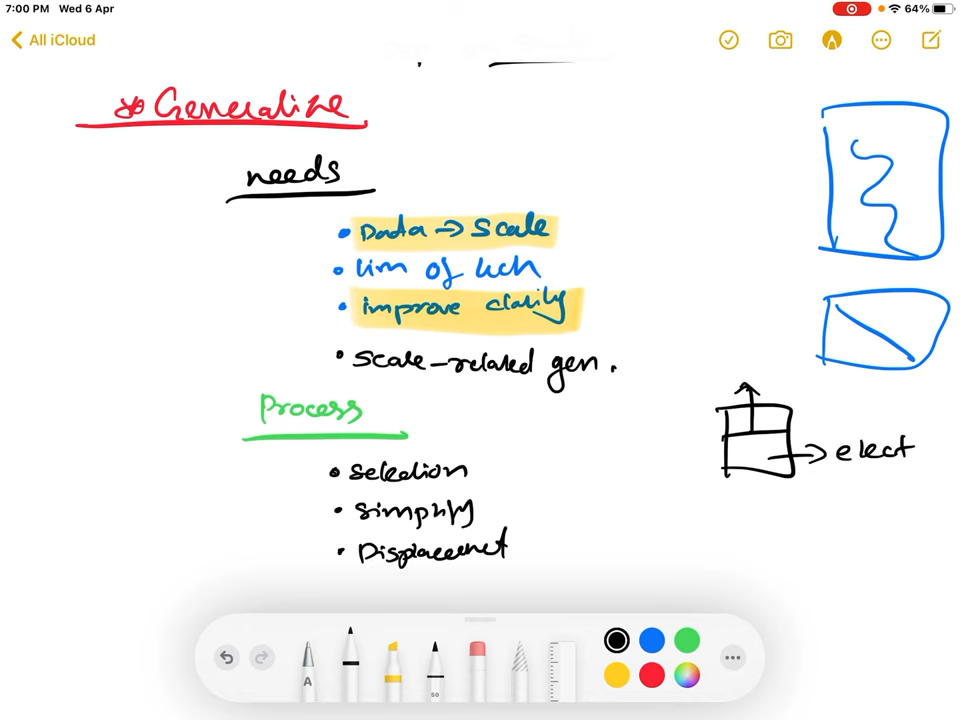 7:00 PM Wed 6 Apr
64%
All iCloud
* Generalize
needs
• Data → Scale
• lim of tech
• improve clarity
• Scale-related gen.
Process
→ elect
• Selection
• Simplify
• Displacement
A
50